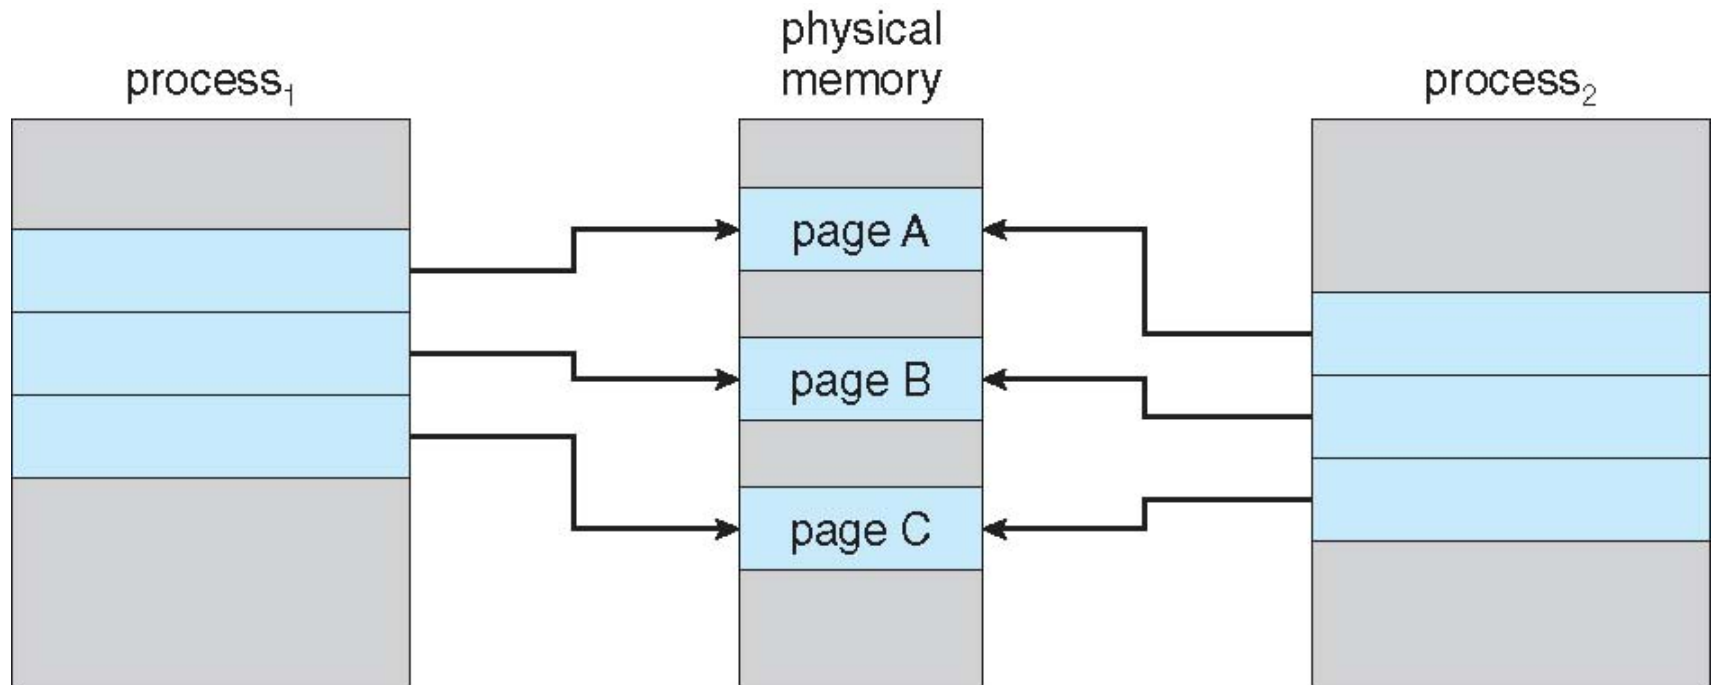 physical
memory
process₁
process₂
page A
page B
page C